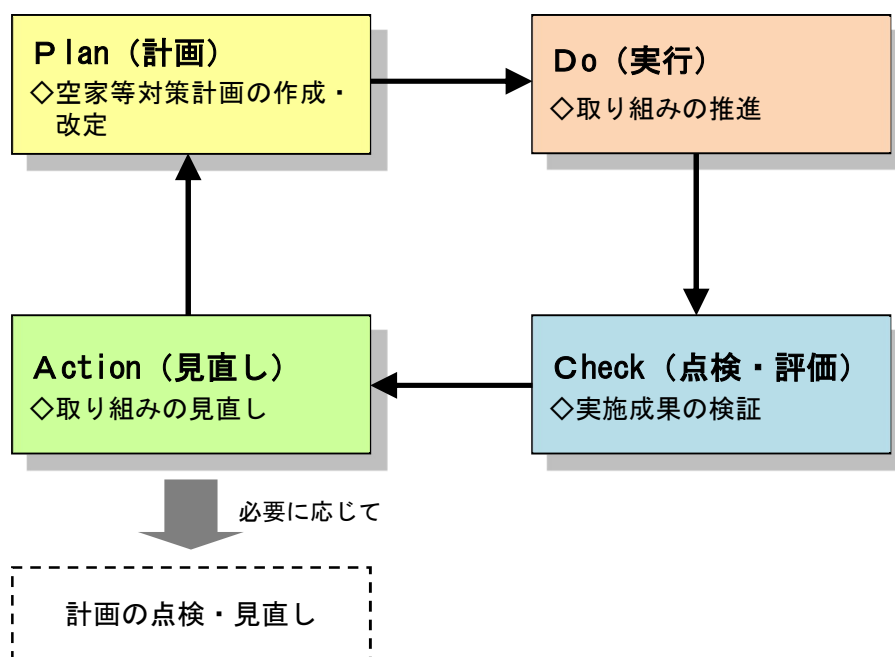 Ｐlan（計画）
◇空家等対策計画の作成・
改定
Ｄo（実行）
◇取り組みの推進
Ａction（見直し）
◇取り組みの見直し
Ｃheck（点検・評価）
◇実施成果の検証
必要に応じて
計画の点検・見直し